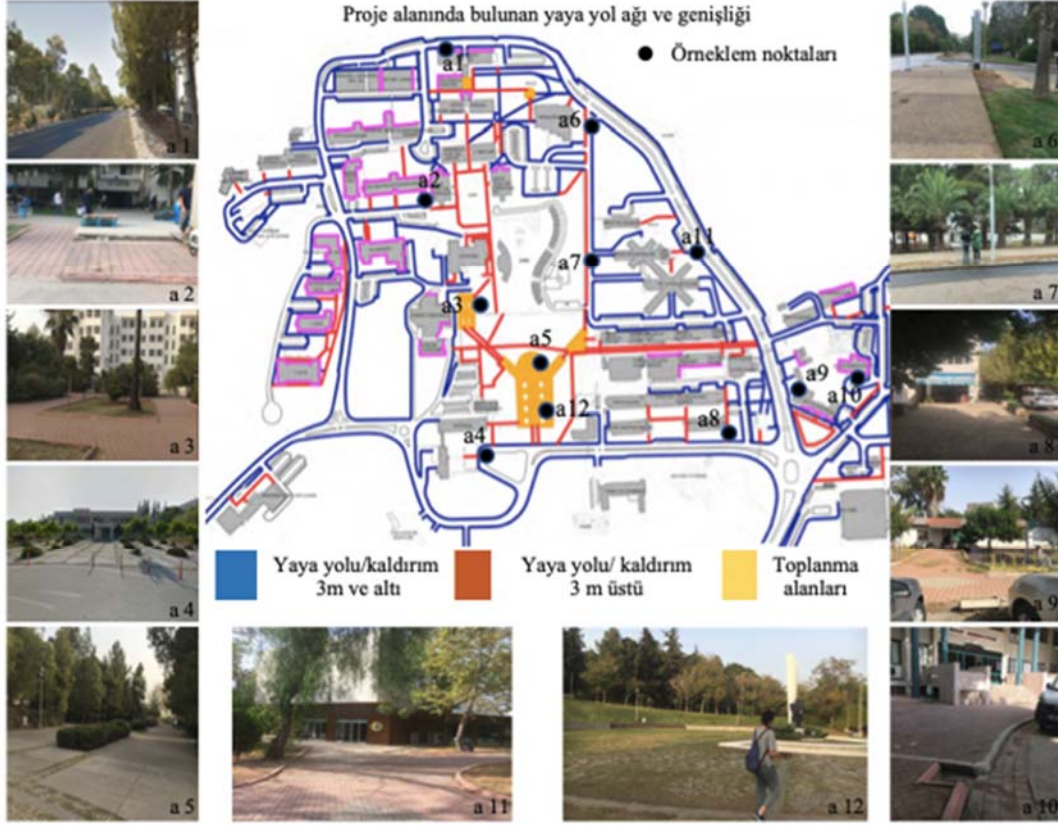 Proje alanında bulunan yaya yol ağı ve genişliği
Örneklem noktaları
a 1
a 2
a 3
a 4
a 5
a1
a2
a3
a4
a5
a6
a7
a8
a9
a10
a11
a12
a 6
a 7
a 8
a 9
a 10
Yaya yolu/kaldırım
3m ve altı
Yaya yolu/ kaldırım
3 m üstü
Toplanma
alanları
a 11
a 12